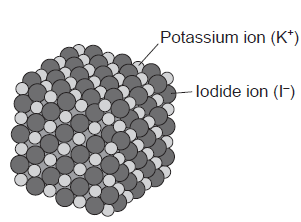 Potassium ion (K⁺)
Iodide ion (I⁻)